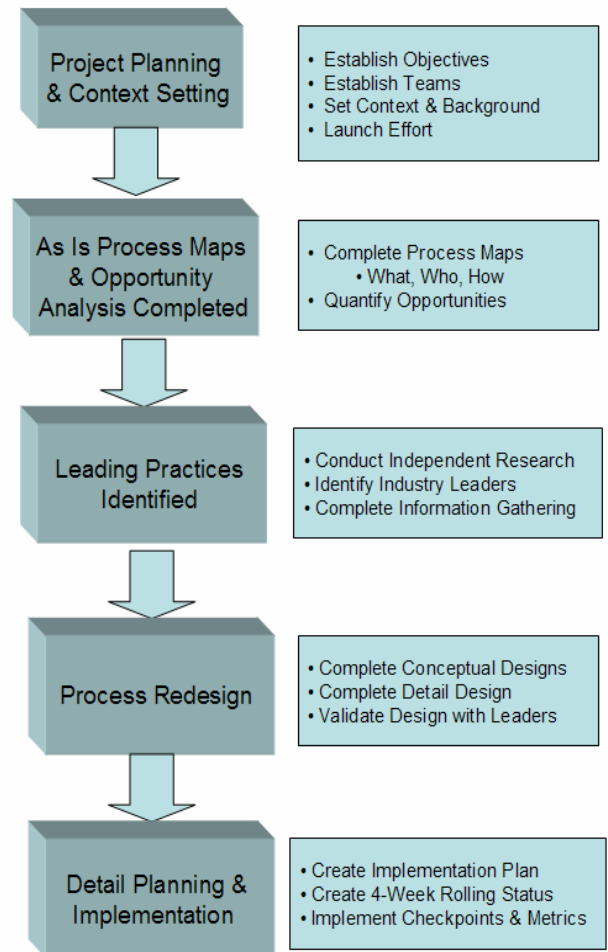 Project Planning
& Context Setting
• Establish Objectives
• Establish Teams
• Set Context & Background
• Launch Effort
As Is Process Maps
& Opportunity
Analysis Completed
• Complete Process Maps
• What, Who, How
• Quantify Opportunities
Leading Practices
Identified
• Conduct Independent Research
• Identify Industry Leaders
• Complete Information Gathering
Process Redesign
• Complete Conceptual Designs
• Complete Detail Design
• Validate Design with Leaders
Detail Planning &
Implementation
• Create Implementation Plan
• Create 4-Week Rolling Status
• Implement Checkpoints & Metrics